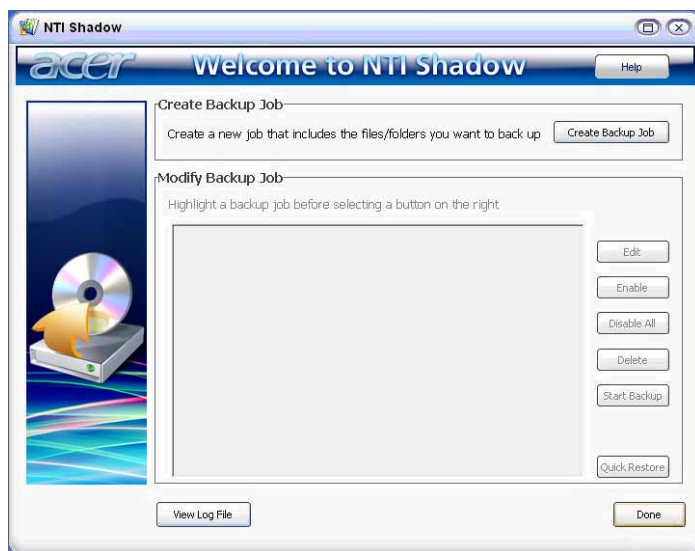 NTI Shadow
acer
Welcome to NTI Shadow
Help
Create Backup Job
Create a new job that includes the files/folders you want to back up
Create Backup Job
Modify Backup Job
Highlight a backup job before selecting a button on the right
Edit
Enable
Disable All
Delete
Start Backup
Quick Restore
View Log File
Done